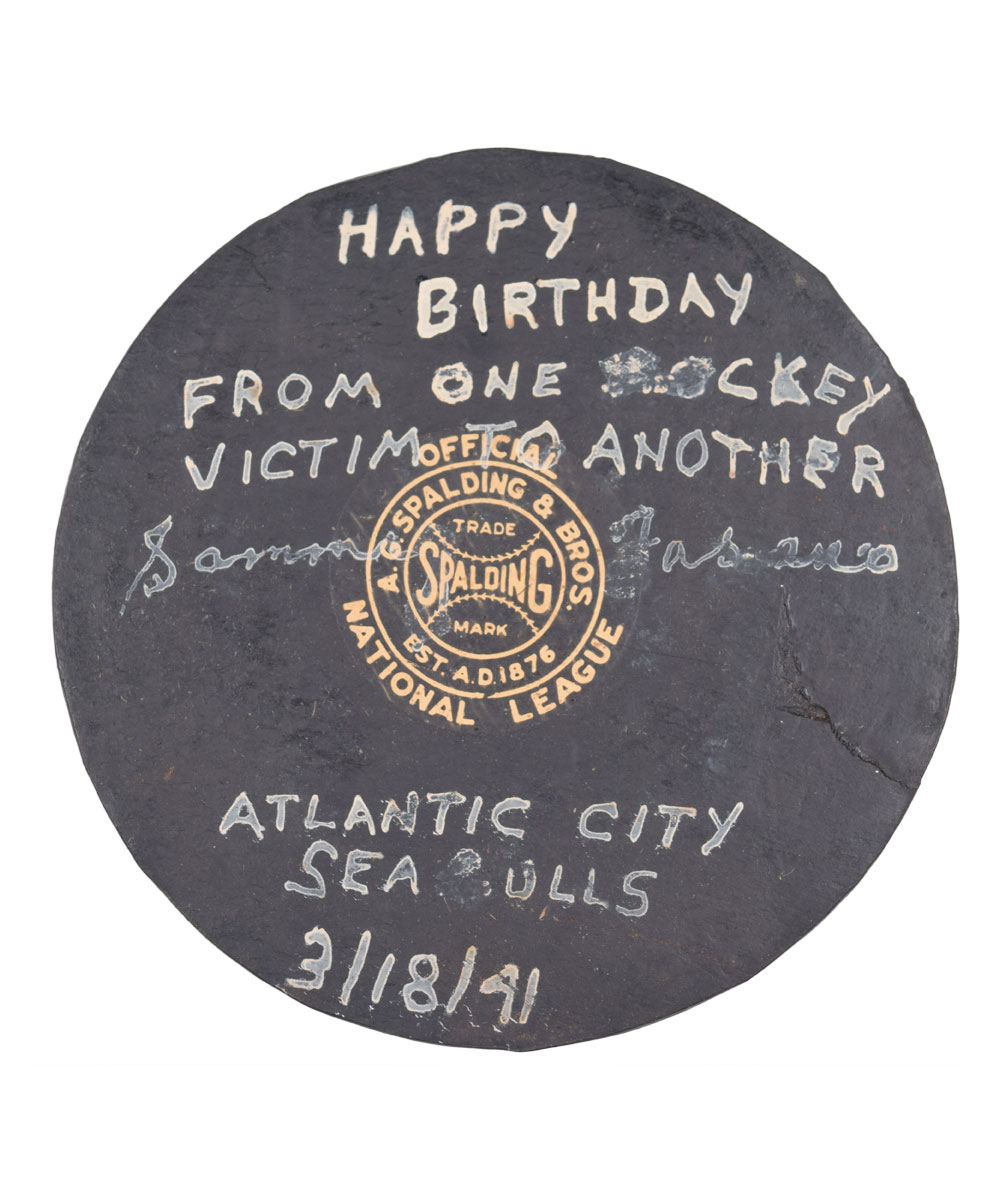 HAPPY
BIRTHDAY
FROM ONE HOCKEY
VICTIM TO ANOTHER
OFFICIAL
A.G. SPALDING & BROS.
TRADE
SPALDING
MARK
EST. A.D. 1876
NATIONAL LEAGUE
ATLANTIC CITY
SEA GULLS
3/18/41